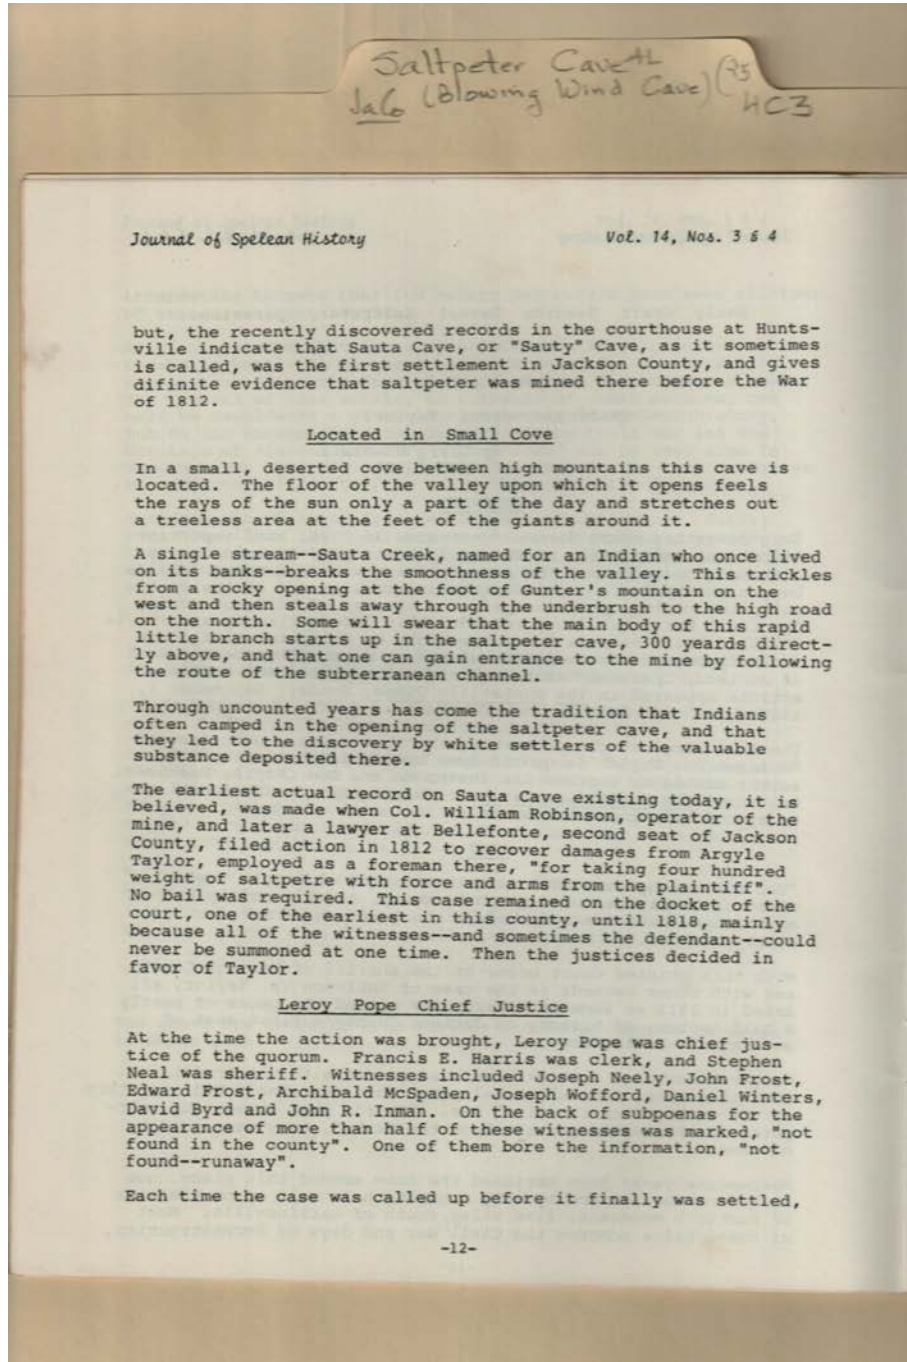 Saltpeter Cave AL
JaCo (Blowing Wind Cave)
HC3
Journal of Spelean History Vol. 14, Nos. 3 & 4
but, the recently discovered records in the courthouse at Hunts-
ville indicate that Sauta Cave, or "Sauty" Cave, as it sometimes
is called, was the first settlement in Jackson County, and gives
difinite evidence that saltpeter was mined there before the War
of 1812.
Located in Small Cove
In a small, deserted cove between high mountains this cave is
located. The floor of the valley upon which it opens feels
the rays of the sun only a part of the day and stretches out
a treeless area at the feet of the giants around it.
A single stream--Sauta Creek, named for an Indian who once lived
on its banks--breaks the smoothness of the valley. This trickles
from a rocky opening at the foot of Gunter's mountain on the
west and then steals away through the underbrush to the high road
on the north. Some will swear that the main body of this rapid
little branch starts up in the saltpeter cave, 300 yeards direct-
ly above, and that one can gain entrance to the mine by following
the route of the subterranean channel.
Through uncounted years has come the tradition that Indians
often camped in the opening of the saltpeter cave, and that
they led to the discovery by white settlers of the valuable
substance deposited there.
The earliest actual record on Sauta Cave existing today, it is
believed, was made when Col. William Robinson, operator of the
mine, and later a lawyer at Bellefonte, second seat of Jackson
County, filed action in 1812 to recover damages from Argyle
Taylor, employed as a foreman there, "for taking four hundred
weight of saltpetre with force and arms from the plaintiff".
No bail was required. This case remained on the docket of the
court, one of the earliest in this county, until 1818, mainly
because all of the witnesses--and sometimes the defendant--could
never be summoned at one time. Then the justices decided in
favor of Taylor.
Leroy Pope Chief Justice
At the time the action was brought, Leroy Pope was chief jus-
tice of the quorum. Francis E. Harris was clerk, and Stephen
Neal was sheriff. Witnesses included Joseph Neely, John Frost,
Edward Frost, Archibald McSpaden, Joseph Wofford, Daniel Winters,
David Byrd and John R. Inman. On the back of subpoenas for the
appearance of more than half of these witnesses was marked, "not
found in the county". One of them bore the information, "not
found--runaway".
Each time the case was called up before it finally was settled,
-12-